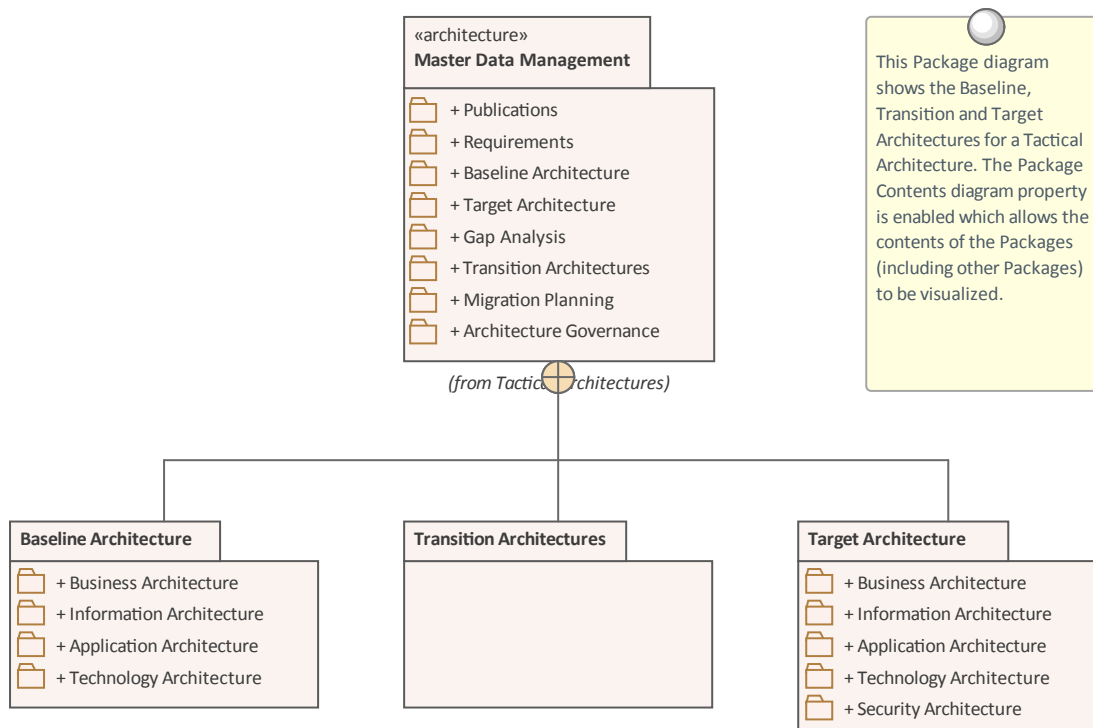 «architecture»
Master Data Management
+ Publications
+ Requirements
+ Baseline Architecture
+ Target Architecture
+ Gap Analysis
+ Transition Architectures
+ Migration Planning
+ Architecture Governance
(from Tactical Architectures)
This Package diagram
shows the Baseline,
Transition and Target
Architectures for a Tactical
Architecture. The Package
Contents diagram property
is enabled which allows the
contents of the Packages
(including other Packages)
to be visualized.
Baseline Architecture
+ Business Architecture
+ Information Architecture
+ Application Architecture
+ Technology Architecture
Transition Architectures
Target Architecture
+ Business Architecture
+ Information Architecture
+ Application Architecture
+ Technology Architecture
+ Security Architecture